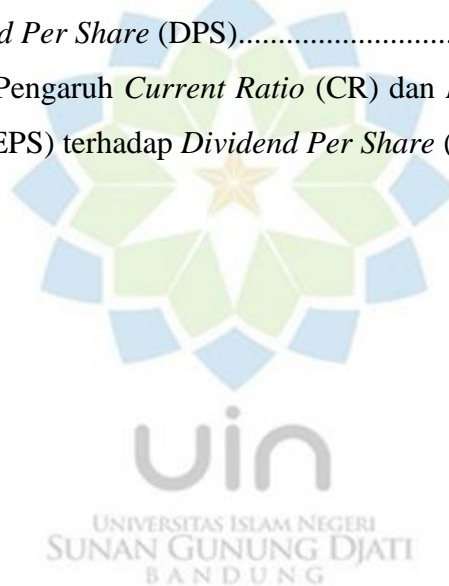 d Per Share (DPS)............................
Pengaruh Current Ratio (CR) dan
EPS) terhadap Dividend Per Share (
uin
UNIVERSITAS ISLAM NEGERI
SUNAN GUNUNG DJATI
BANDUNG